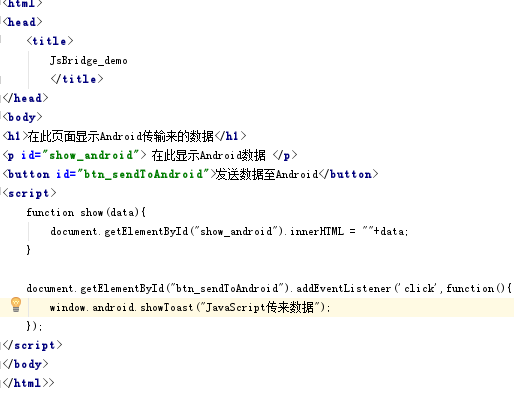 <html>
<head>
    <title>
        JsBridge_demo
        </title>
</head>
<body>
<h1>在此页面显示Android传输来的数据</h1>
<p id="show_android"> 在此显示Android数据 </p>
<button id="btn_sendToAndroid">发送数据至Android</button>
<script>
    function show(data){
        document.getElementById("show_android").innerHTML = ""+data;
    }

    document.getElementById("btn_sendToAndroid").addEventListener('click',function(){
        window.android.showToast("JavaScript传来数据");
    });
</script>
</body>
</html>>